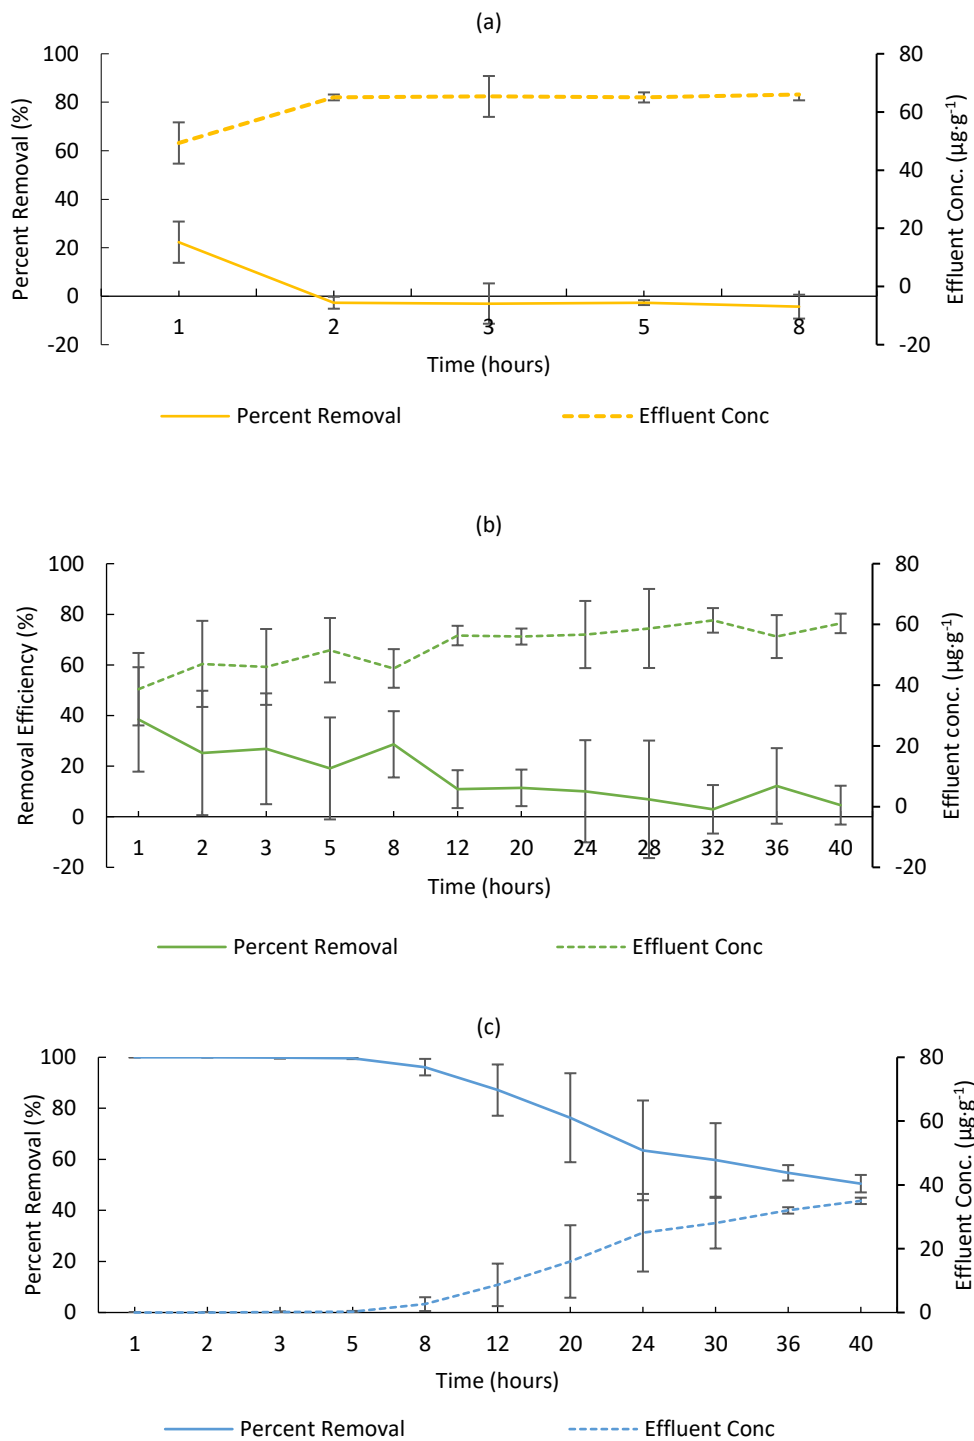 (a)
Percent Removal (%)
100
80
60
40
20
0
-20
80
60
40
20
0
-20
Effluent Conc. (µg·g⁻¹)
1 2 3 5 8
Time (hours)
Percent Removal Effluent Conc
(b)
Removal Efficiency (%)
100
80
60
40
20
0
-20
80
60
40
20
0
-20
Effluent conc. (µg·g⁻¹)
1 2 3 5 8 12 20 24 28 32 36 40
Time (hours)
Percent Removal Effluent Conc
(c)
Percent Removal (%)
100
80
60
40
20
0
80
60
40
20
0
Effluent Conc. (µg·g⁻¹)
1 2 3 5 8 12 20 24 30 36 40
Time (hours)
Percent Removal Effluent Conc